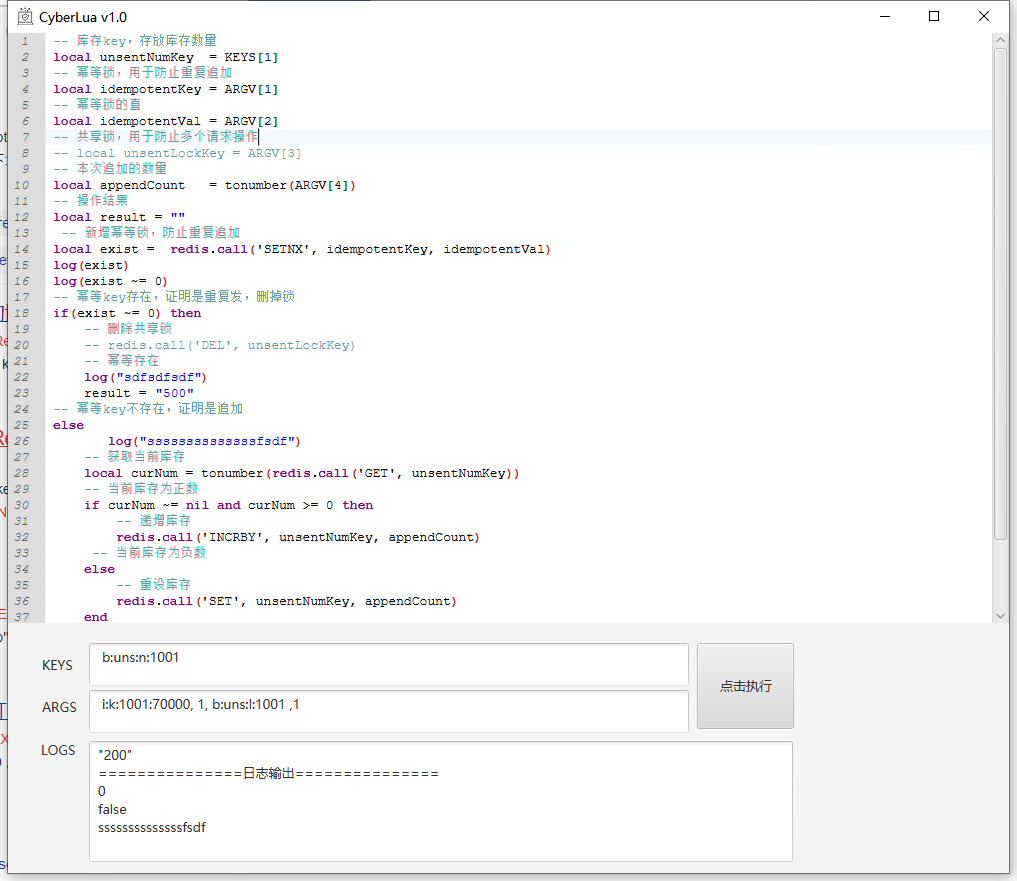 CyberLua v1.0
1 -- 库存key，存放库存数量
2 local unsentNumKey  = KEYS[1]
3 -- 幂等锁，用于防止重复追加
4 local idempotentKey = ARGV[1]
5 -- 幂等锁的直
6 local idempotentVal = ARGV[2]
7 -- 共享锁，用于防止多个请求操作
8 -- local unsentLockKey = ARGV[3]
9 -- 本次追加的数量
10 local appendCount   = tonumber(ARGV[4])
11 -- 操作结果
12 local result = ""
13  -- 新增幂等锁，防止重复追加
14 local exist =  redis.call('SETNX', idempotentKey, idempotentVal)
15 log(exist)
16 log(exist ~= 0)
17 -- 幂等key存在，证明是重复发，删掉锁
18 if(exist ~= 0) then
19     -- 删除共享锁
20     -- redis.call('DEL', unsentLockKey)
21     -- 幂等存在
22     log("sdfsdfsdf")
23     result = "500"
24 -- 幂等key不存在，证明是追加
25 else
26        log("ssssssssssssssfsdf")
27     -- 获取当前库存
28     local curNum = tonumber(redis.call('GET', unsentNumKey))
29     -- 当前库存为正数
30     if curNum ~= nil and curNum >= 0 then
31         -- 递增库存
32         redis.call('INCRBY', unsentNumKey, appendCount)
33      -- 当前库存为负数
34     else
35         -- 重设库存
36         redis.call('SET', unsentNumKey, appendCount)
37     end
KEYS b:uns:n:1001
点击执行
ARGS i:k:1001:70000, 1, b:uns:l:1001 ,1
LOGS "200"
===============日志输出===============
0
false
ssssssssssssssfsdf